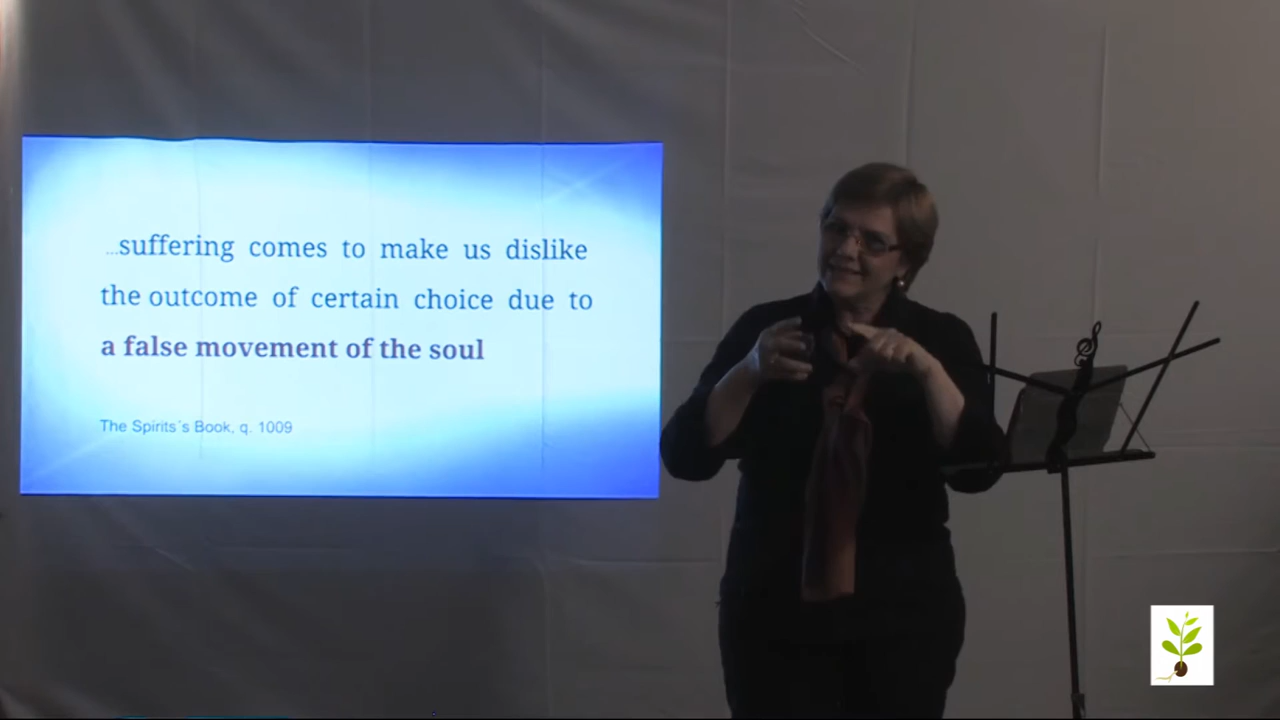 ...suffering comes to make us dislike
the outcome of certain choice due to
a false movement of the soul
The Spirits´s Book, q. 1009